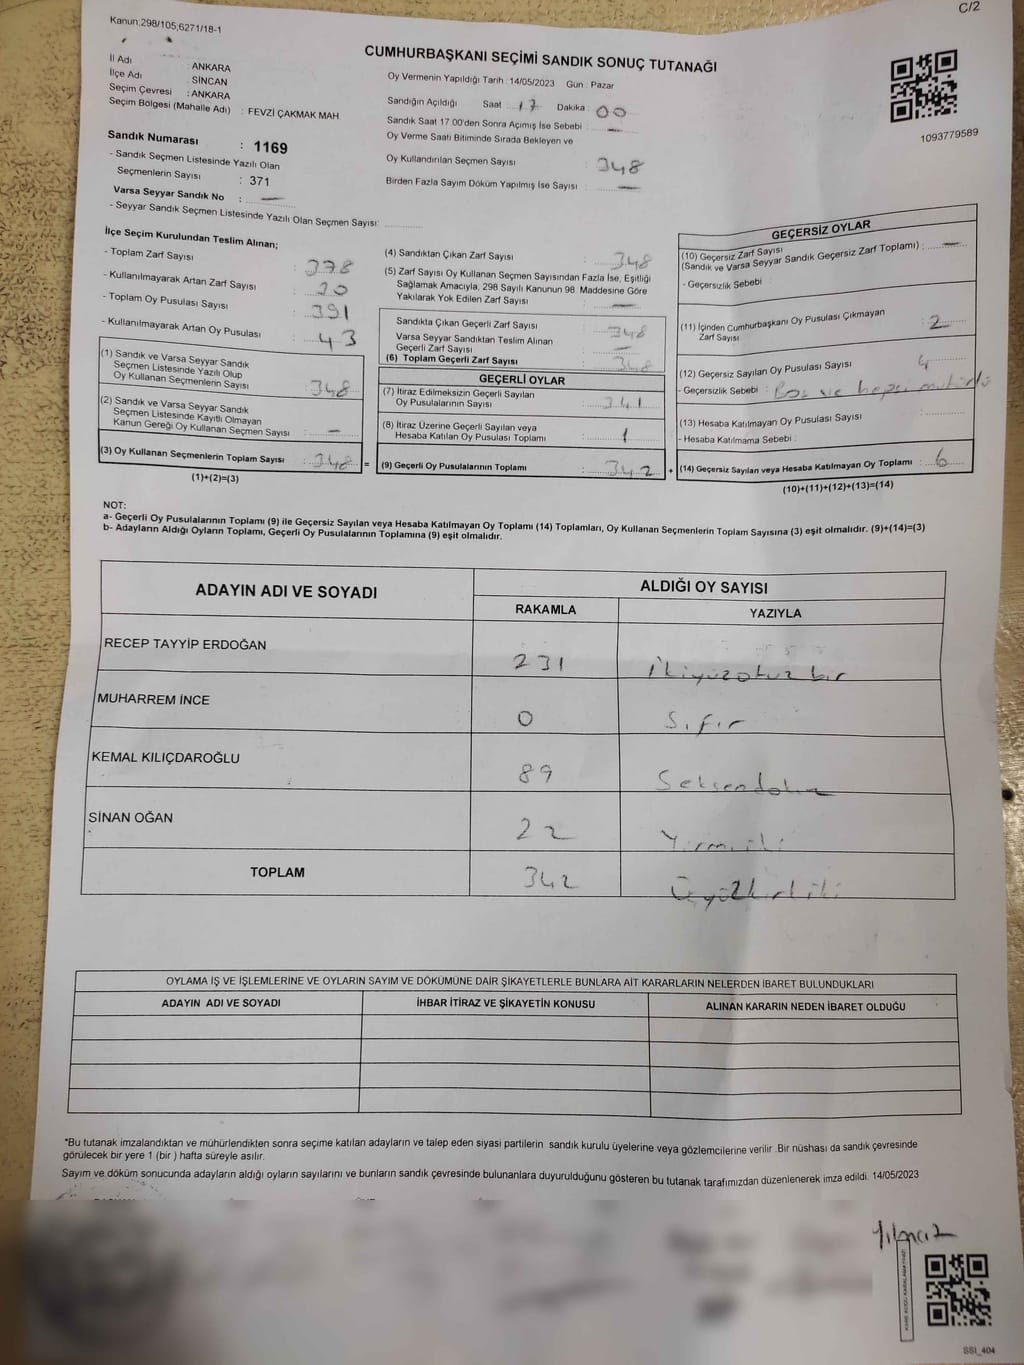 C/2
Kanun:298/105,6271/18-1
CUMHURBAŞKANI SEÇİMİ SANDIK SONUÇ TUTANAĞI
İl Adı : ANKARA
İlçe Adı : SİNCAN
Seçim Çevresi : ANKARA
Seçim Bölgesi (Mahalle Adı) : FEVZİ ÇAKMAK MAH
Sandık Numarası : 1169
- Sandık Seçmen Listesinde Yazılı Olan
Seçmenlerin Sayısı : 371
Varsa Seyyar Sandık No : —
- Seyyar Sandık Seçmen Listesinde Yazılı Olan Seçmen Sayısı:
Oy Vermenin Yapıldığı Tarih : 14/05/2023 Gün : Pazar
Sandığın Açıldığı Saat : 17 Dakika : 00
Sandık Saat 17.00'den Sonra Açımış İse Sebebi : —
Oy Verme Saati Bitiminde Sırada Bekleyen ve
Oy Kullandırılan Seçmen Sayısı : 348
Birden Fazla Sayım Döküm Yapılmış İse Sayısı : —
1093779589
İlçe Seçim Kurulundan Teslim Alınan;
- Toplam Zarf Sayısı : 378
- Kullanılmayarak Artan Zarf Sayısı : 30
- Toplam Oy Pusulası Sayısı : 391
- Kullanılmayarak Artan Oy Pusulası : 43
(1) Sandık ve Varsa Seyyar Sandık
Seçmen Listesinde Yazılı Olup
Oy Kullanan Seçmenlerin Sayısı : 348
(2) Sandık ve Varsa Seyyar Sandık
Seçmen Listesinde Kayıtlı Olmayan
Kanun Gereği Oy Kullanan Seçmen Sayısı : —
(3) Oy Kullanan Seçmenlerin Toplam Sayısı : 348
(1)+(2)=(3)
(4) Sandıktan Çıkan Zarf Sayısı : 348
(5) Zarf Sayısı Oy Kullanan Seçmen Sayısından Fazla İse, Eşitliği
Sağlamak Amacıyla, 298 Sayılı Kanunun 98. Maddesine Göre
Yakılarak Yok Edilen Zarf Sayısı : —
Sandıkta Çıkan Geçerli Zarf Sayısı : 348
Varsa Seyyar Sandıktan Teslim Alınan
Geçerli Zarf Sayısı : —
(6) Toplam Geçerli Zarf Sayısı : 348
GEÇERLİ OYLAR
(7) İtiraz Edilmeksizin Geçerli Sayılan
Oy Pusulalarının Sayısı : 341
(8) İtiraz Üzerine Geçerli Sayılan veya
Hesaba Katılan Oy Pusulası Toplamı : 1
= (9) Geçerli Oy Pusulalarının Toplamı : 342
GEÇERSİZ OYLAR
(10) Geçersiz Zarf Sayısı
(Sandık ve Varsa Seyyar Sandık Geçersiz Zarf Toplamı) : —
- Geçersizlik Sebebi
(11) İçinden Cumhurbaşkanı Oy Pusulası Çıkmayan
Zarf Sayısı : 2
(12) Geçersiz Sayılan Oy Pusulası Sayısı : 4
- Geçersizlik Sebebi : Boş ve hepsi mühürlü
(13) Hesaba Katılmayan Oy Pusulası Sayısı :
- Hesaba Katılmama Sebebi :
+ (14) Geçersiz Sayılan veya Hesaba Katılmayan Oy Toplamı : 6
(10)+(11)+(12)+(13)=(14)
NOT:
a- Geçerli Oy Pusulalarının Toplamı (9) ile Geçersiz Sayılan veya Hesaba Katılmayan Oy Toplamı (14) Toplamları, Oy Kullanan Seçmenlerin Toplam Sayısına (3) eşit olmalıdır. (9)+(14)=(3)
b- Adayların Aldığı Oyların Toplamı, Geçerli Oy Pusulalarının Toplamına (9) eşit olmalıdır.
ADAYIN ADI VE SOYADI ALDIĞI OY SAYISI
RAKAMLA YAZIYLA
RECEP TAYYİP ERDOĞAN 231 İkiyüzotuzbir
MUHARREM İNCE 0 Sıfır
KEMAL KILIÇDAROĞLU 89 Seksendokuz
SİNAN OĞAN 22 Yirmiiki
TOPLAM 342 Üçyüzkırkiki
OYLAMA İŞ VE İŞLEMLERİNE VE OYLARIN SAYIM VE DÖKÜMÜNE DAİR ŞİKAYETLERLE BUNLARA AİT KARARLARIN NELERDEN İBARET BULUNDUKLARI
ADAYIN ADI VE SOYADI İHBAR İTİRAZ VE ŞİKAYETİN KONUSU ALINAN KARARIN NEDEN İBARET OLDUĞU
*Bu tutanak imzalandıktan ve mühürlendikten sonra seçime katılan adayların ve talep eden siyasi partilerin sandık kurulu üyelerine veya gözlemcilerine verilir. Bir nüshası da sandık çevresinde
görülecek bir yere 1 (bir ) hafta süreyle asılır.
Sayım ve döküm sonucunda adayların aldığı oyların sayılarını ve bunların sandık çevresinde bulunanlara duyurulduğunu gösteren bu tutanak tarafımızdan düzenlenerek imza edildi. 14/05/2023
Yılmaz
SSI_404